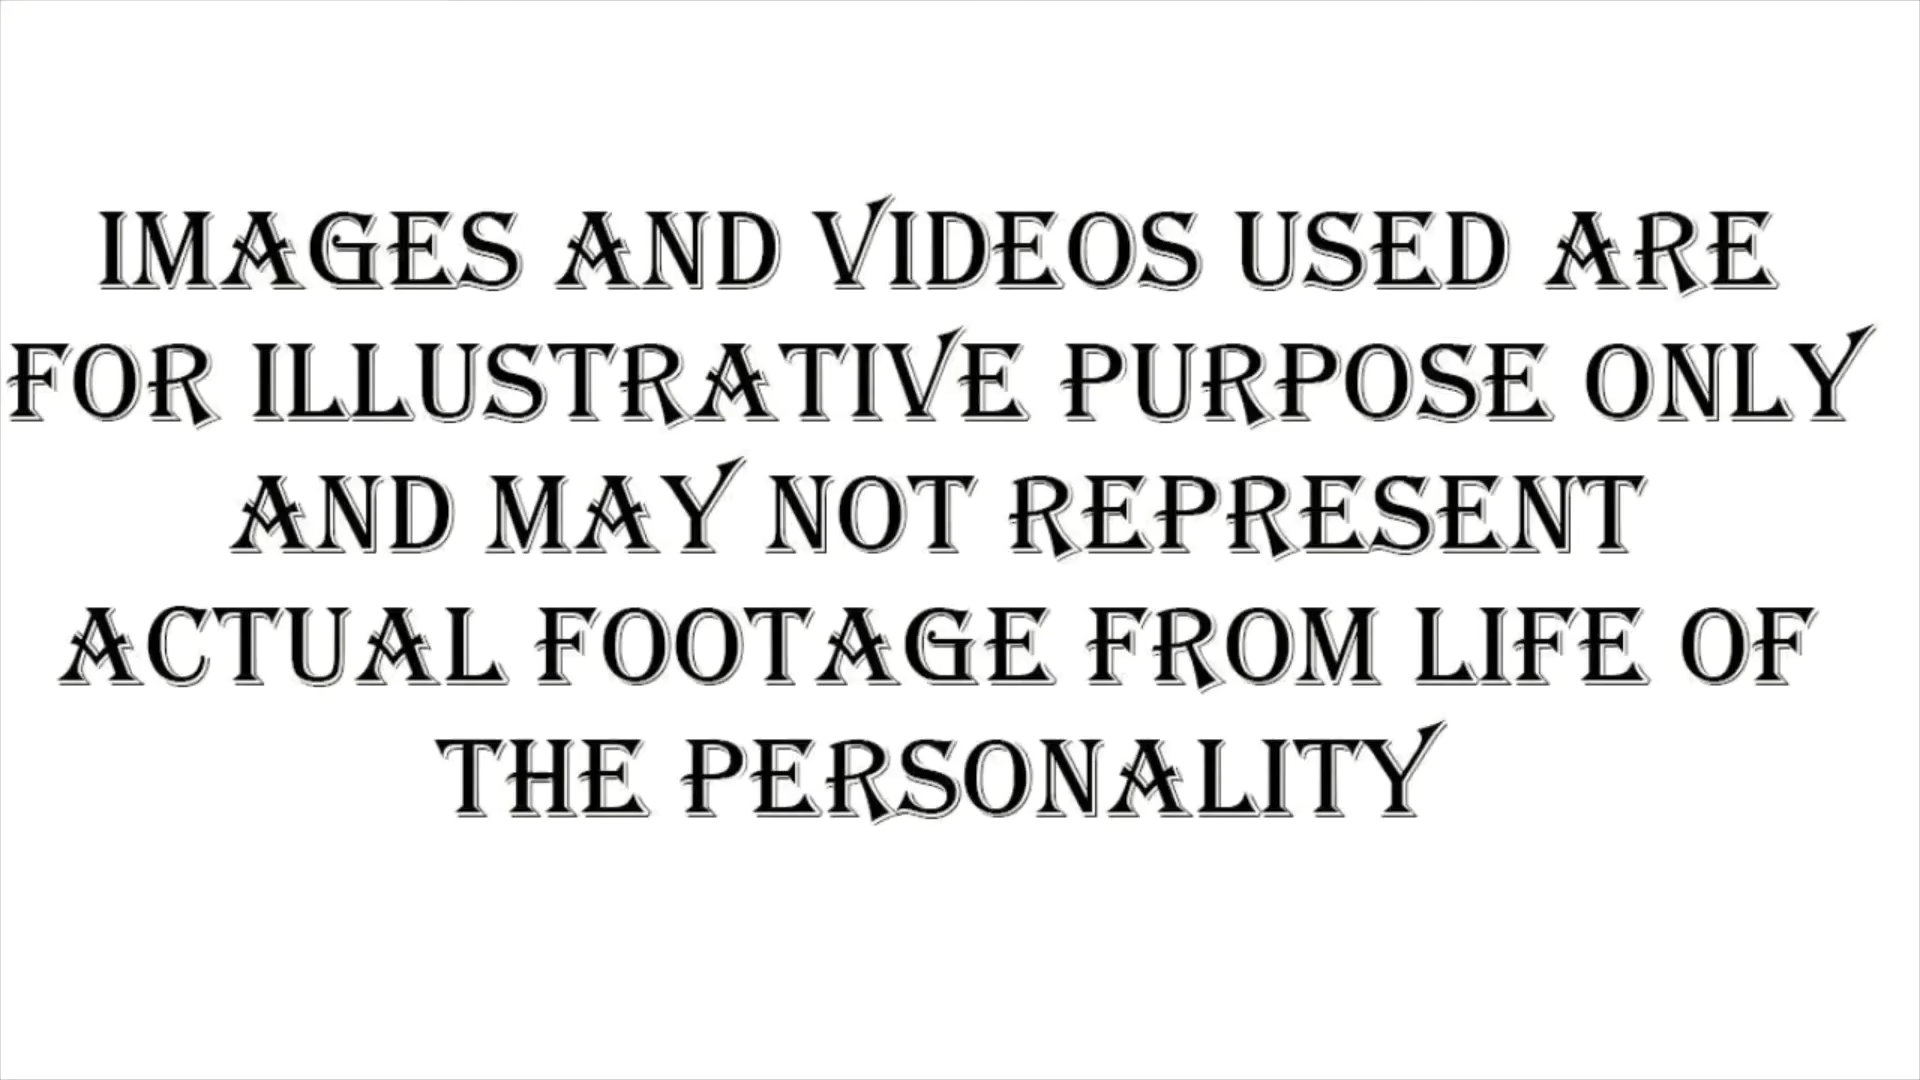 IMAGES AND VIDEOS USED ARE
FOR ILLUSTRATIVE PURPOSE ONLY
AND MAY NOT REPRESENT
ACTUAL FOOTAGE FROM LIFE OF
THE PERSONALITY